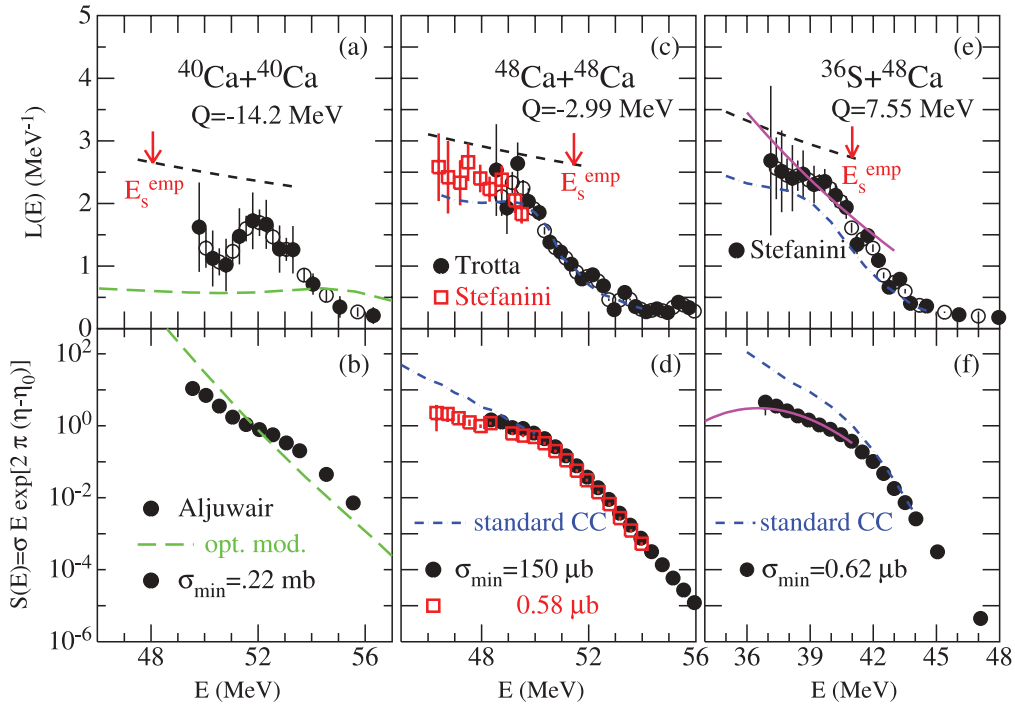 5
4
3
2
1
0
L(E) (MeV⁻¹)
(a)
⁴⁰Ca+⁴⁰Ca
Q=-14.2 MeV
Eₛᵉᵐᵖ
(c)
⁴⁸Ca+⁴⁸Ca
Q=-2.99 MeV
Eₛᵉᵐᵖ
Trotta
Stefanini
(e)
³⁶S+⁴⁸Ca
Q=7.55 MeV
Eₛᵉᵐᵖ
Stefanini
10²
10⁰
10⁻²
10⁻⁴
10⁻⁶
S(E)=σ E exp[2 π (η-η₀)]
(b)
Aljuwair
opt. mod.
σₘᵢₙ=.22 mb
48 52 56
E (MeV)
(d)
standard CC
σₘᵢₙ=150 μb
0.58 μb
48 52 56
E (MeV)
(f)
standard CC
σₘᵢₙ=0.62 μb
36 39 42 45 48
E (MeV)